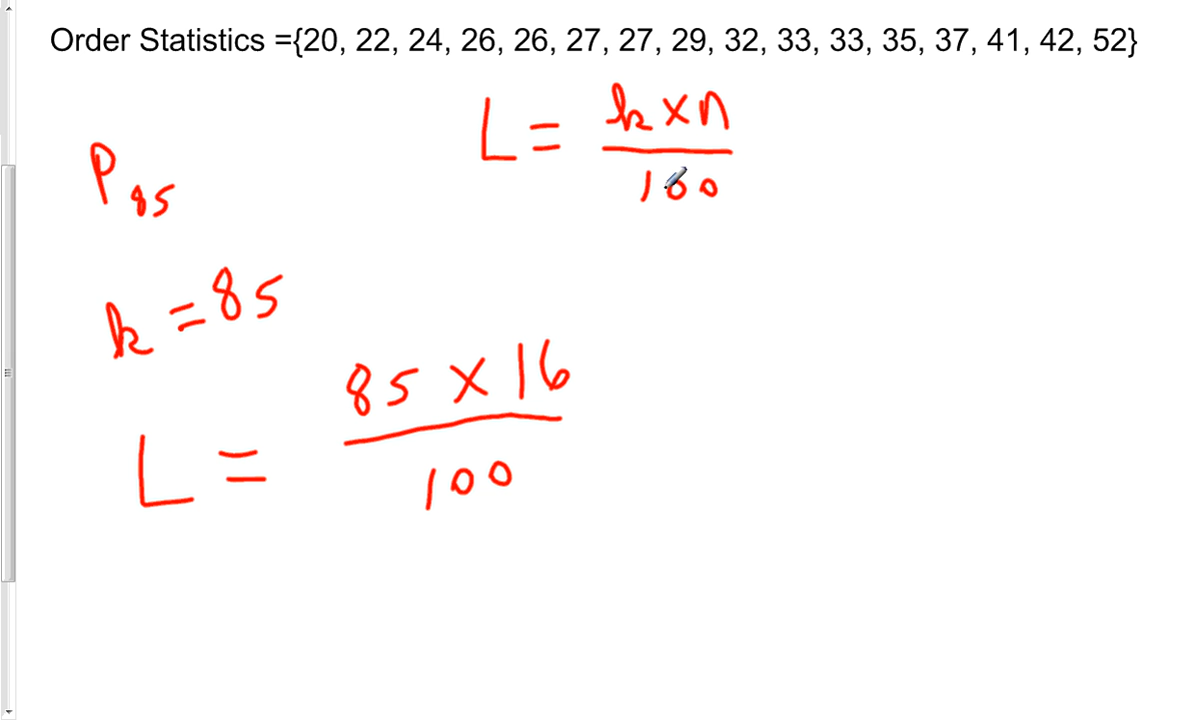 Order Statistics ={20, 22, 24, 26, 26, 27, 27, 29, 32, 33, 33, 35, 37, 41, 42, 52}
L = k x n
100
P85
k = 85
85 x 16
L =
100